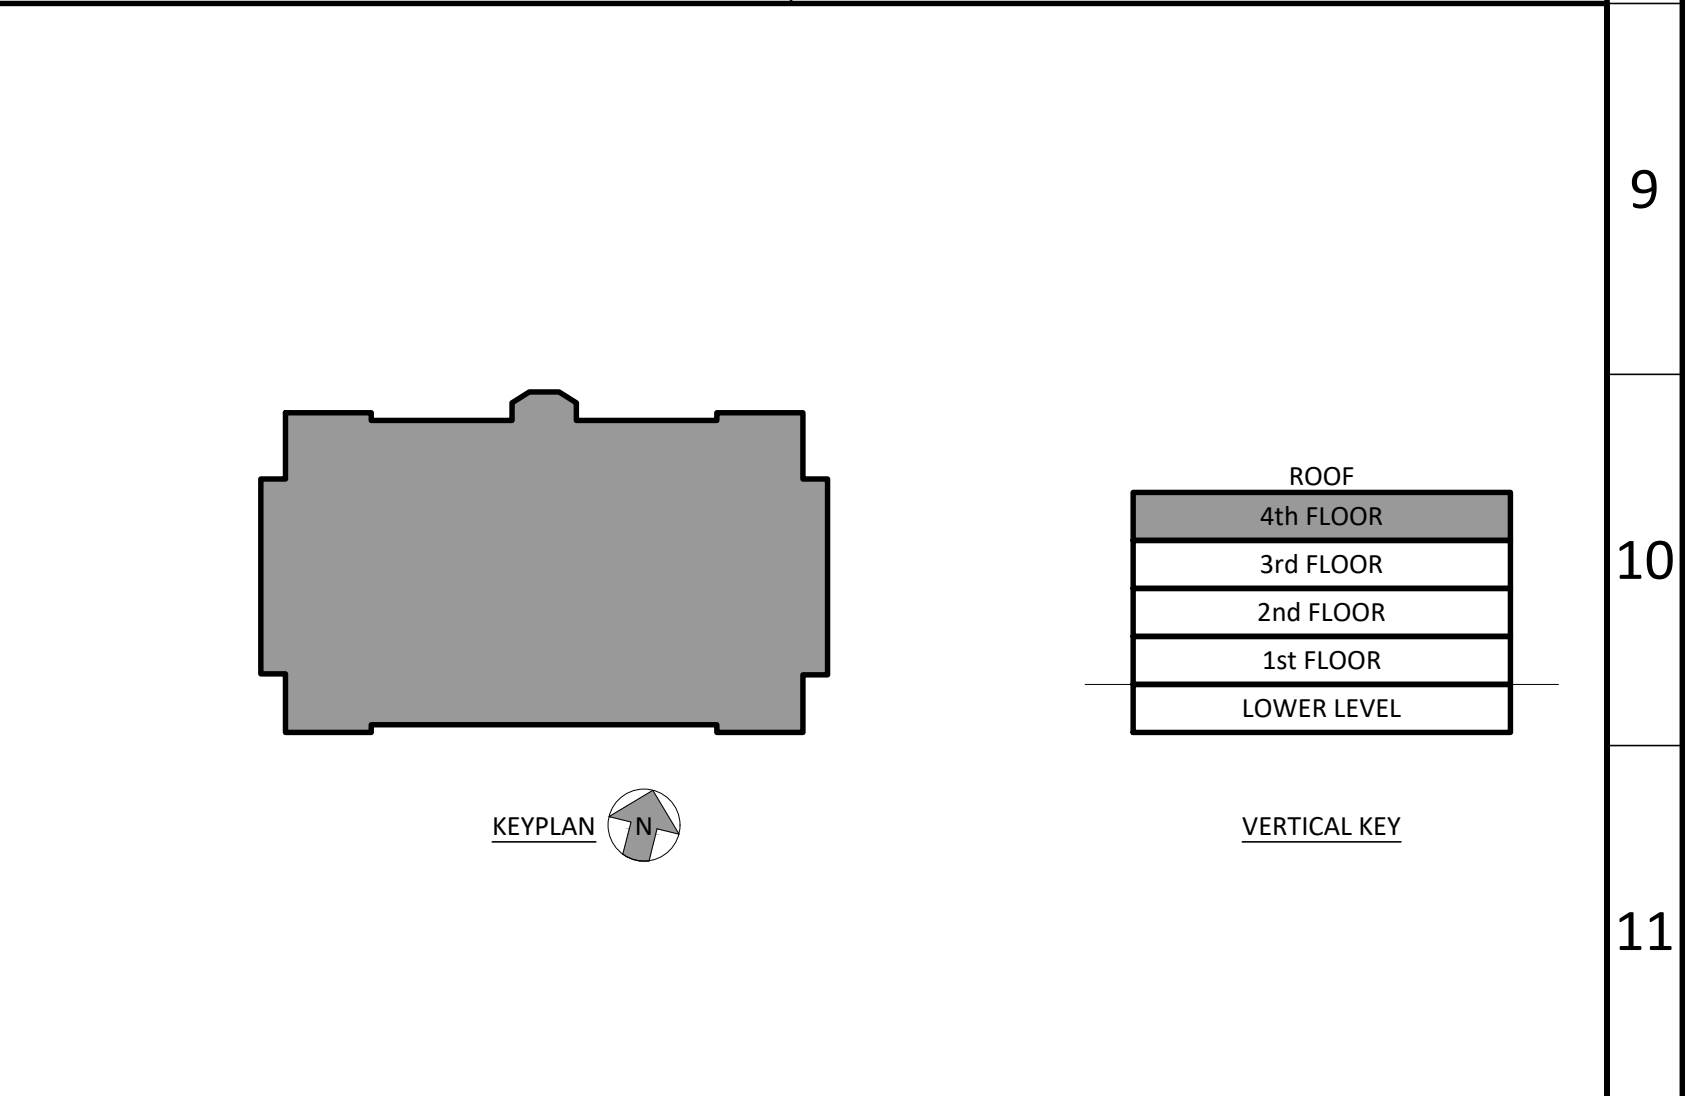 9
ROOF
4th FLOOR
3rd FLOOR
10
2nd FLOOR
1st FLOOR
LOWER LEVEL
KEYPLAN N
VERTICAL KEY
11